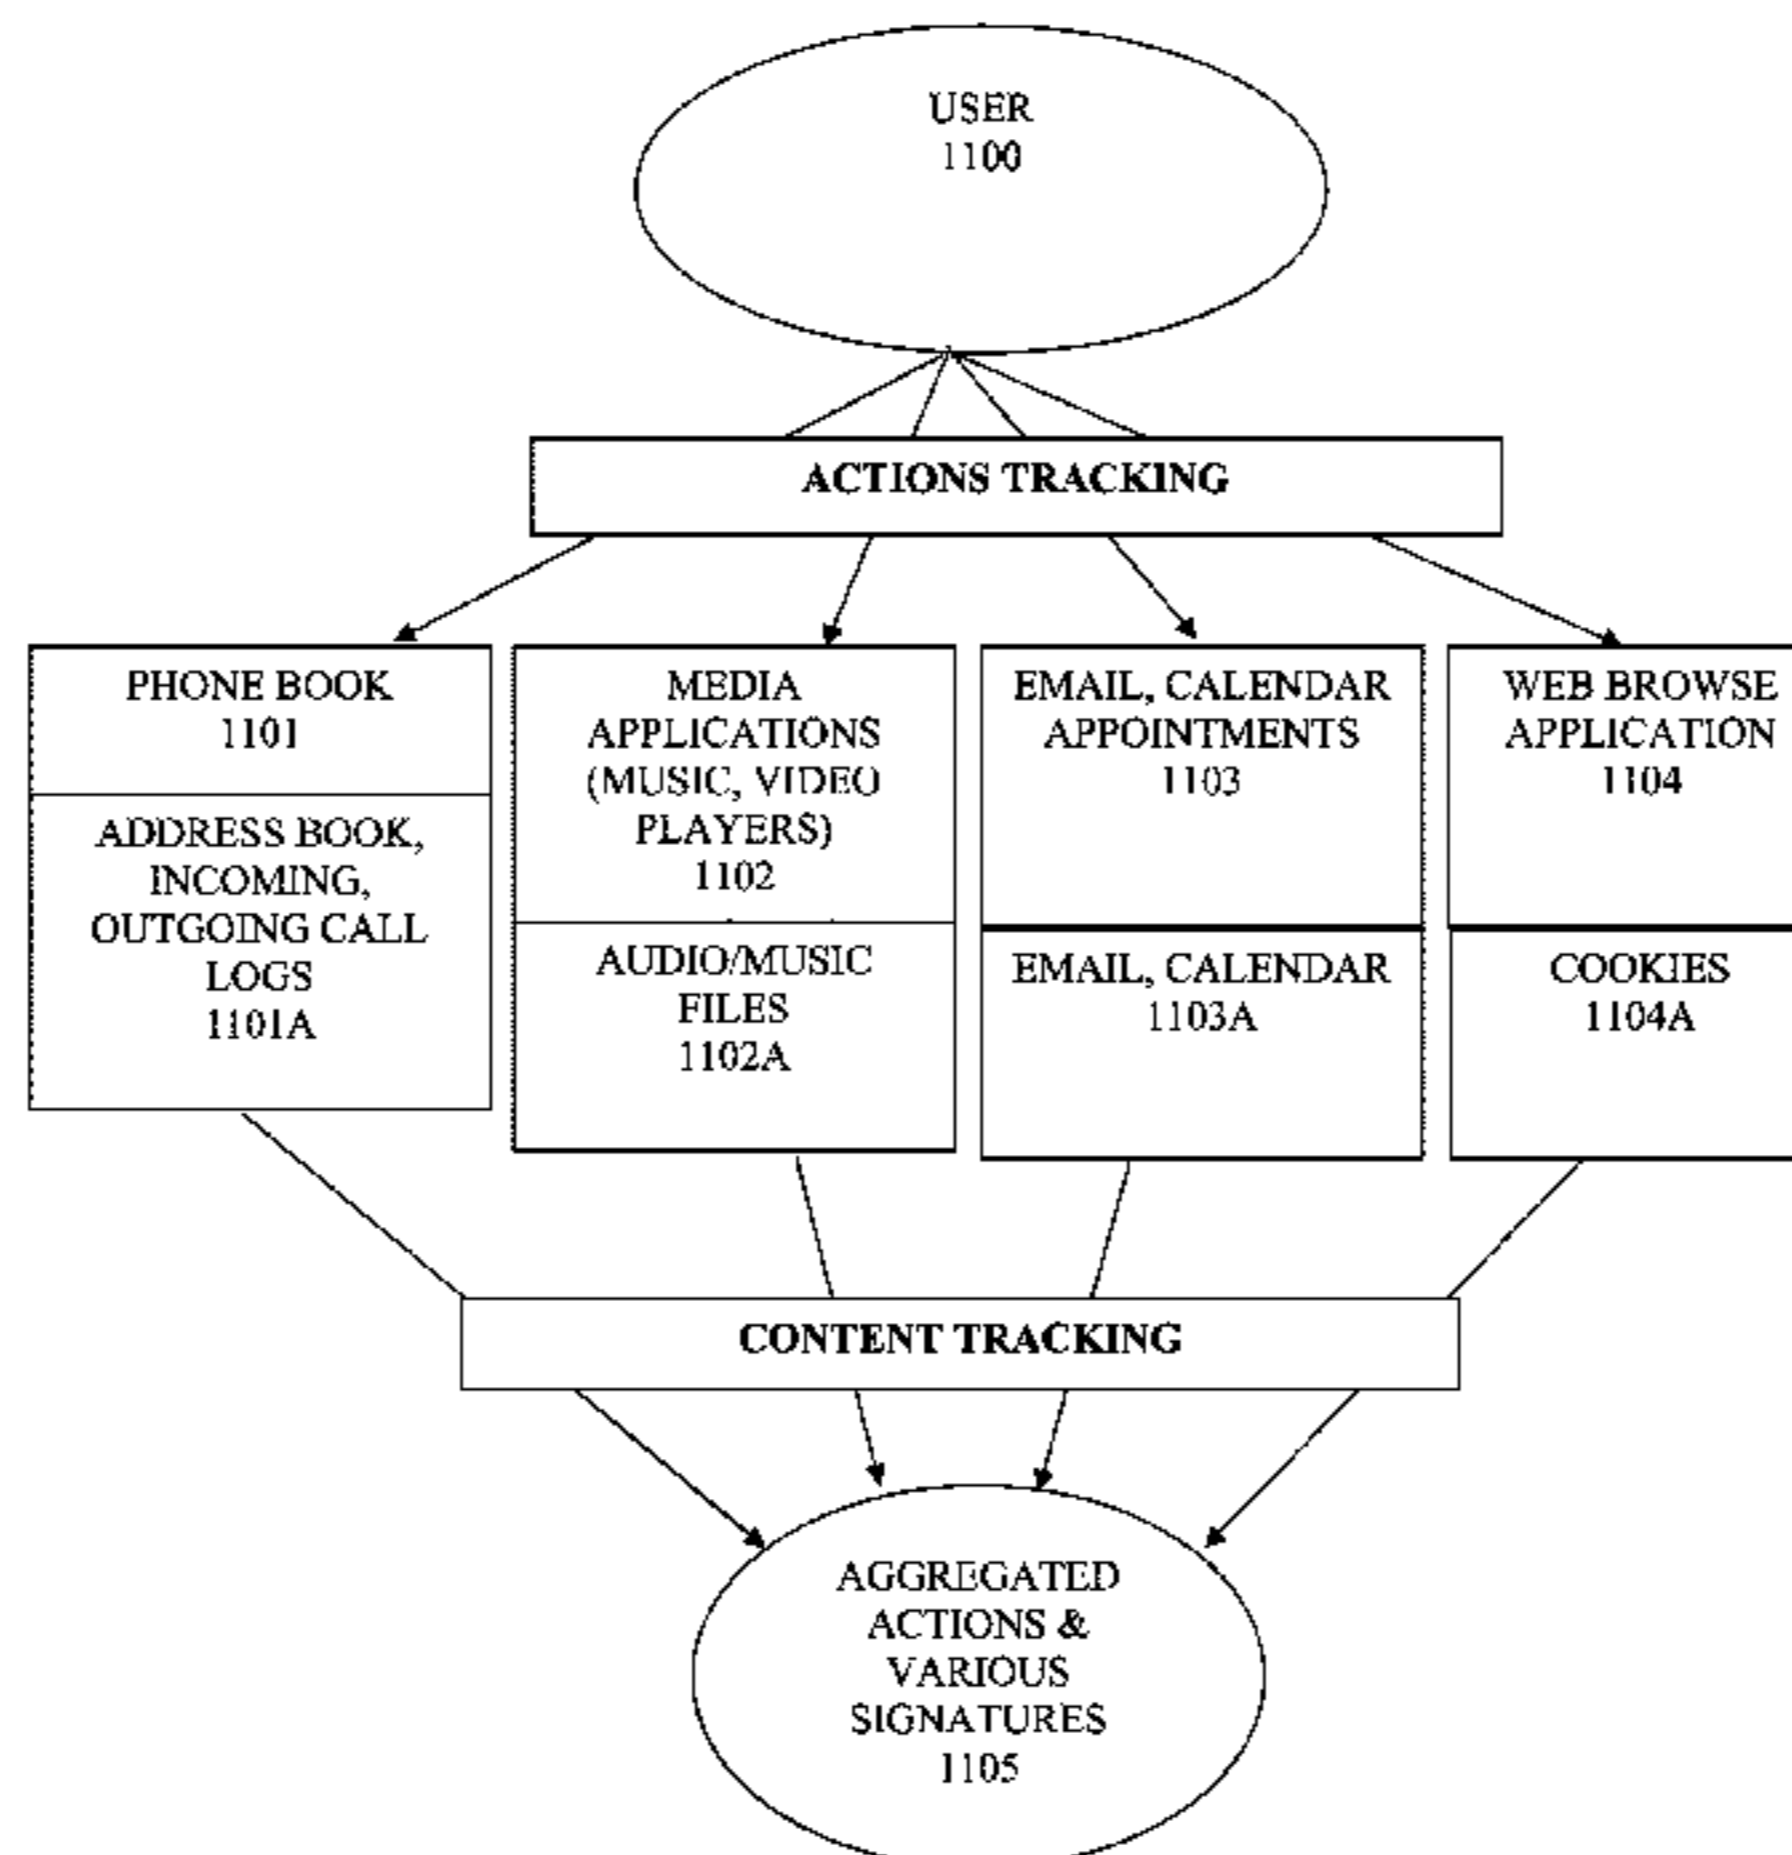 USER
1100
ACTIONS TRACKING
PHONE BOOK
1101
ADDRESS BOOK,
INCOMING,
OUTGOING CALL
LOGS
1101A
MEDIA
APPLICATIONS
(MUSIC, VIDEO
PLAYERS)
1102
AUDIO/MUSIC
FILES
1102A
EMAIL, CALENDAR
APPOINTMENTS
1103
EMAIL, CALENDAR
1103A
WEB BROWSE
APPLICATION
1104
COOKIES
1104A
CONTENT TRACKING
AGGREGATED
ACTIONS &
VARIOUS
SIGNATURES
1105